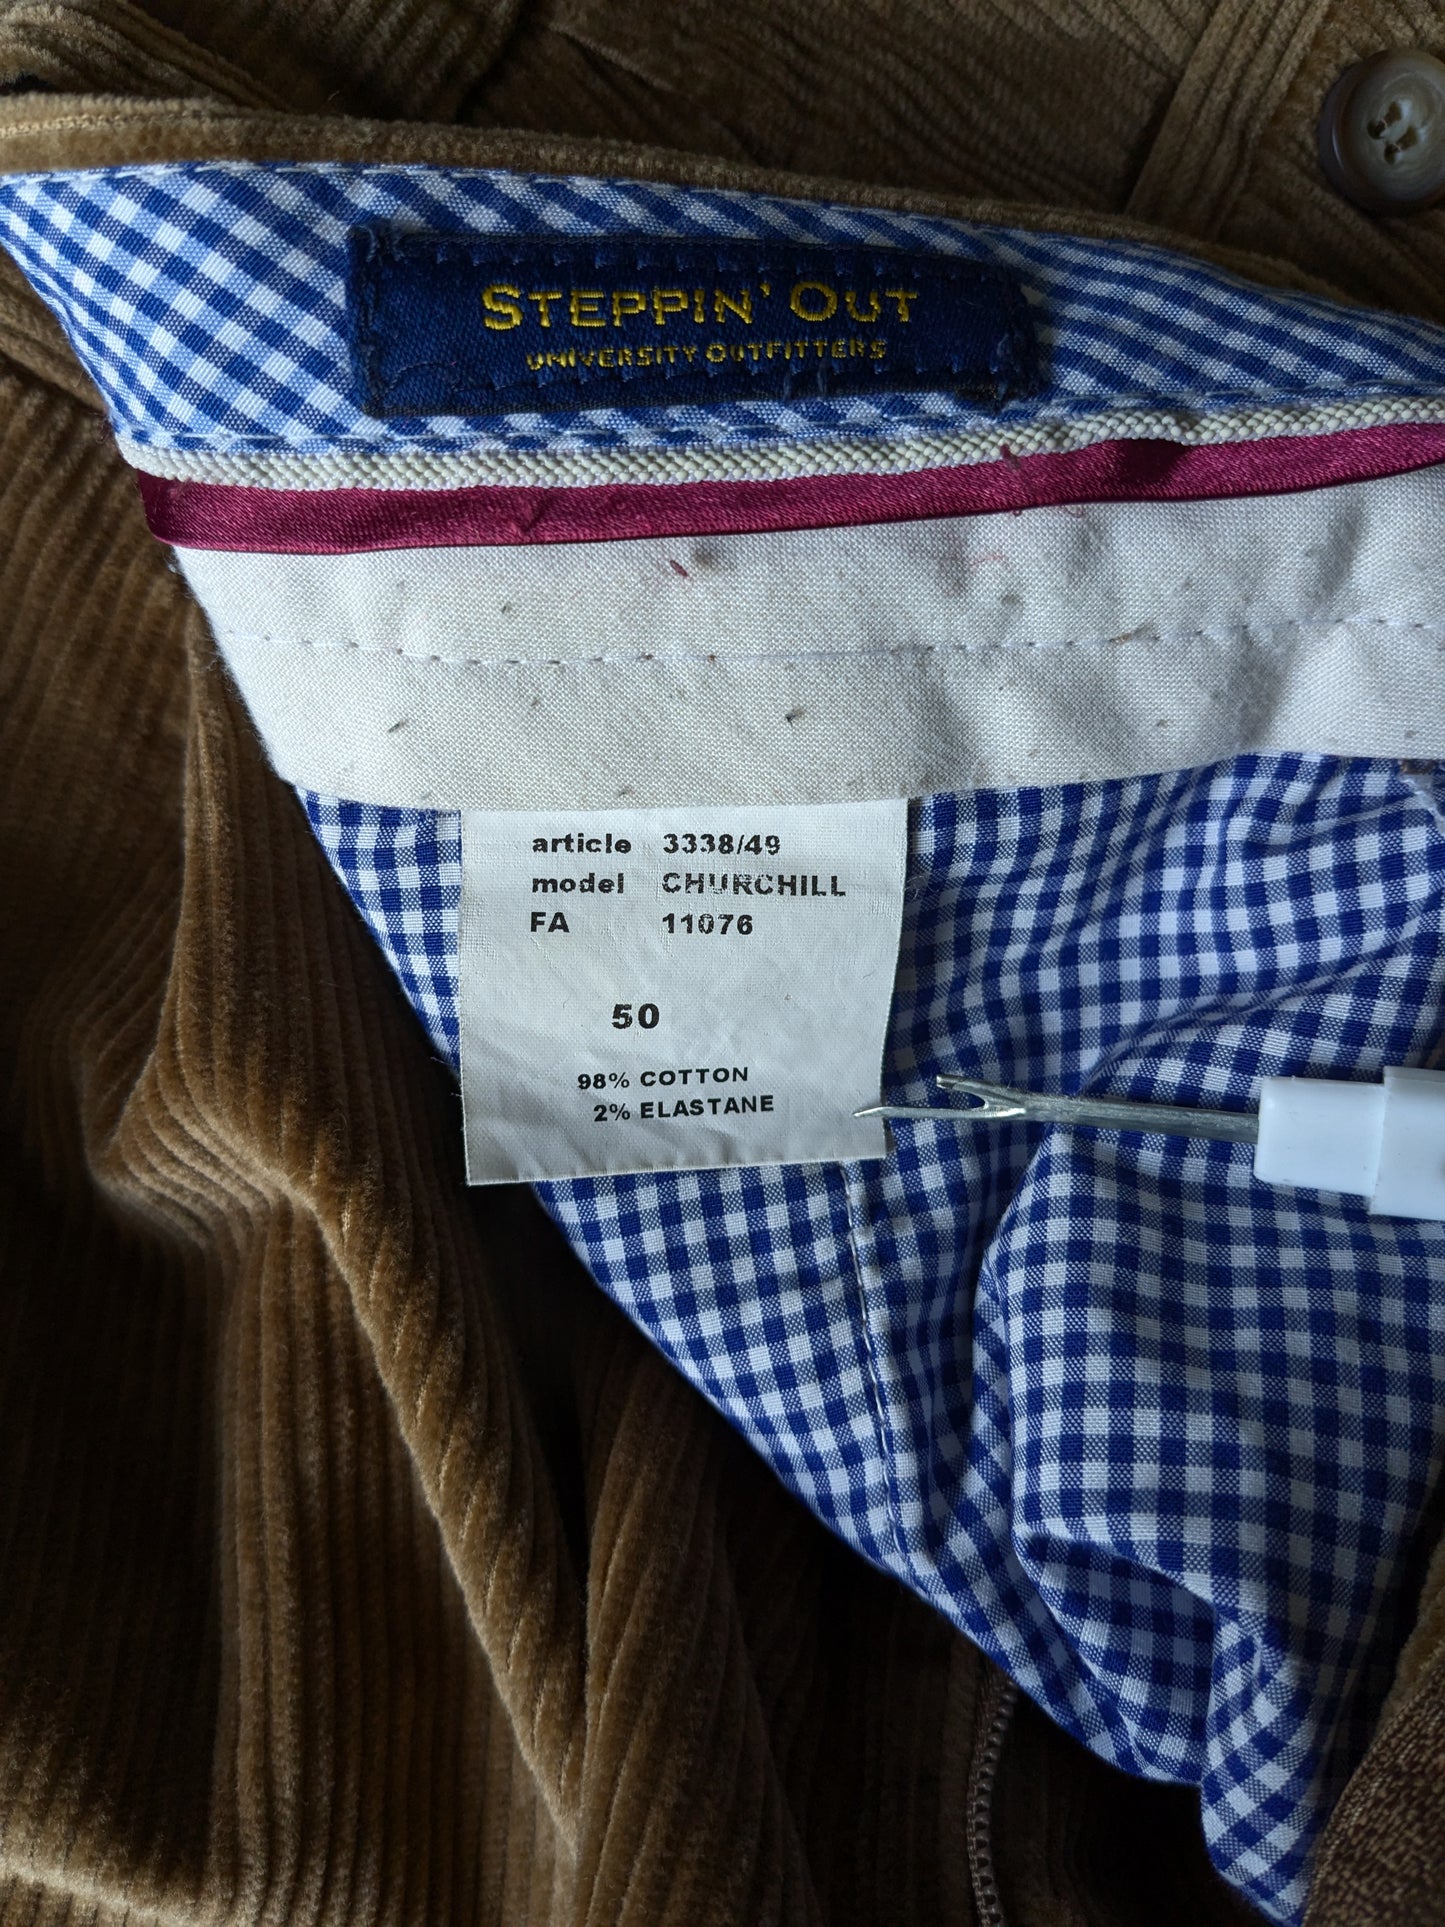 STEPPIN' OUT
UNIVERSITY OUTFITTERS
article 3338/49
model CHURCHILL
FA 11076
50
98% COTTON
2% ELASTANE